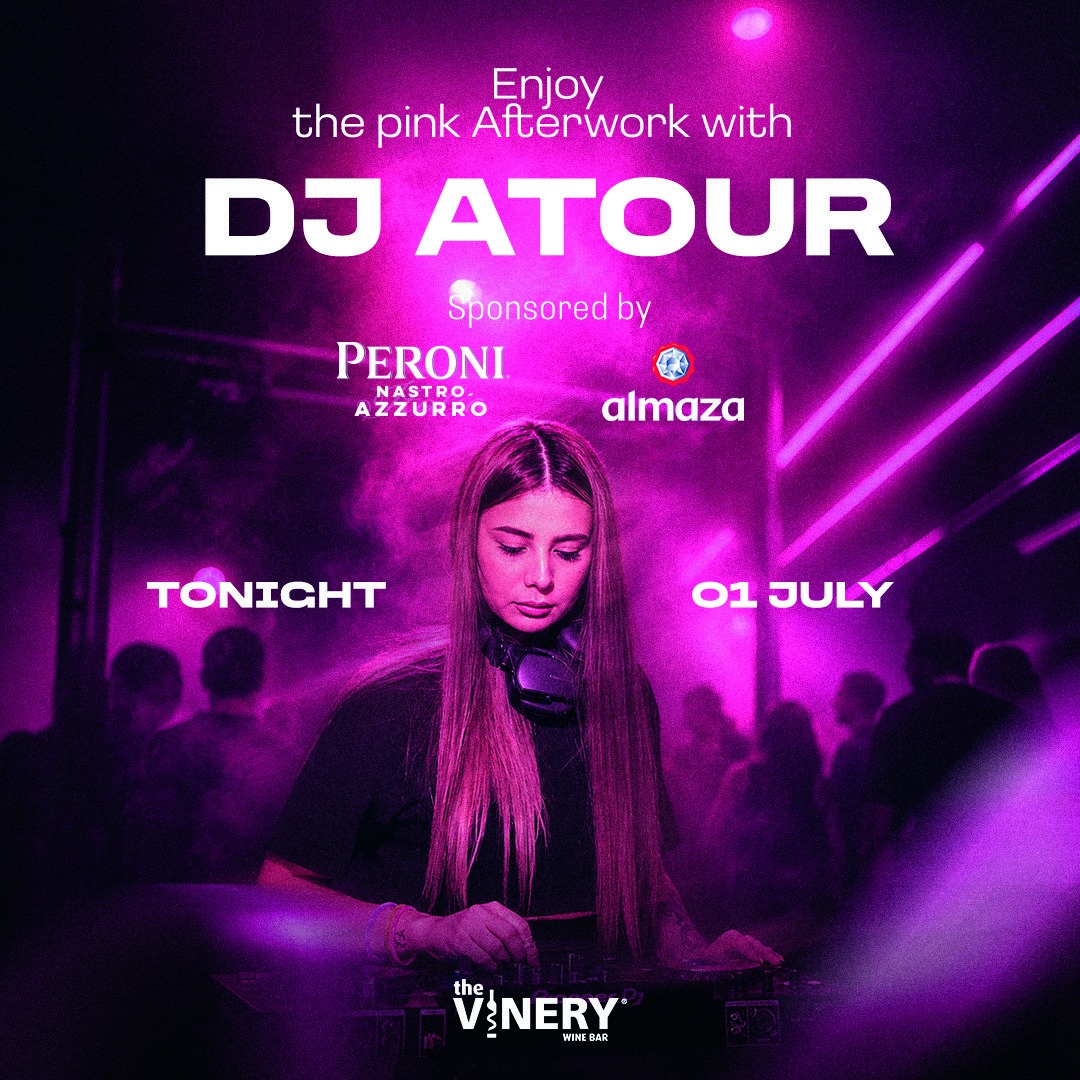 Enjoy
the pink Afterwork with
DJ ATOUR
Sponsored by
PERONI
NASTRO
AZZURRO
almaza
TONIGHT
01 JULY
the
VINERY®
WINE BAR